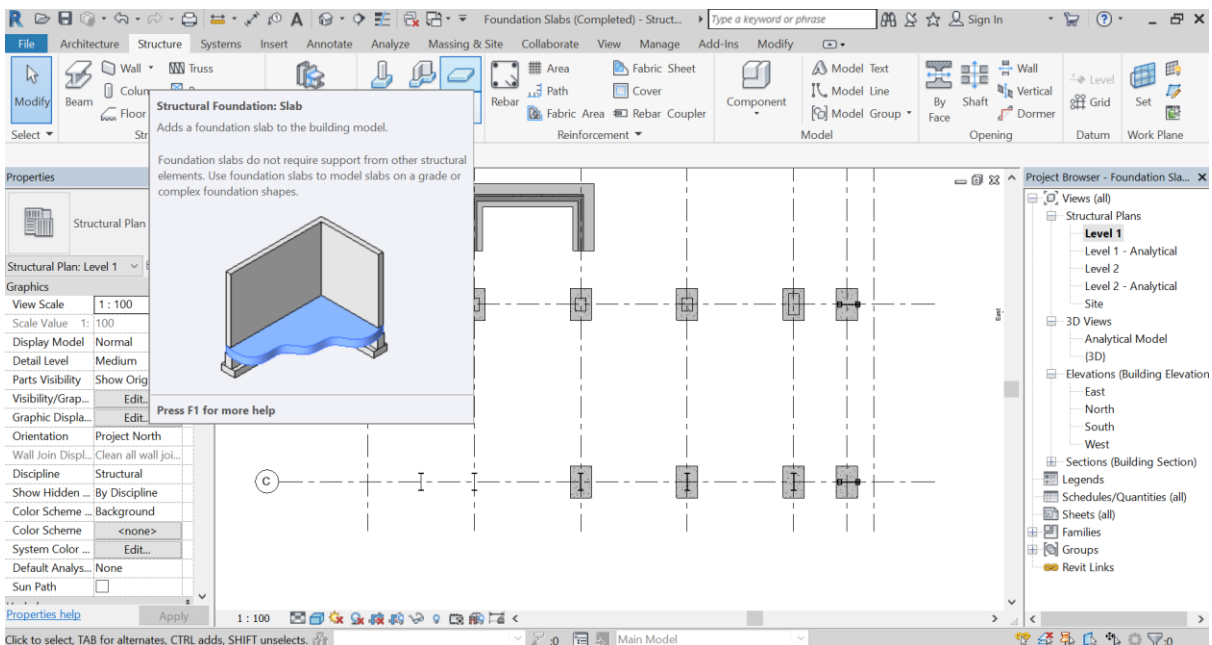 Foundation Slabs (Completed) - Struct...
Type a keyword or phrase
Sign In
File Architecture Structure Systems Insert Annotate Analyze Massing & Site Collaborate View Manage Add-Ins Modify
Modify
Beam
Wall
Truss
Colun
Floor
Rebar
Area
Path
Fabric Area
Fabric Sheet
Cover
Rebar Coupler
Component
Model Text
Model Line
Model Group
By Face
Shaft
Wall
Vertical
Dormer
Level
Grid
Set
Select
Str
Reinforcement
Model
Opening
Datum
Work Plane
Structural Foundation: Slab
Adds a foundation slab to the building model.
Foundation slabs do not require support from other structural
elements. Use foundation slabs to model slabs on a grade or
complex foundation shapes.
Press F1 for more help
Properties
Structural Plan
Structural Plan: Level 1
Graphics
View Scale 1 : 100
Scale Value 1: 100
Display Model Normal
Detail Level Medium
Parts Visibility Show Orig
Visibility/Grap... Edit..
Graphic Displa... Edit..
Orientation Project North
Wall Join Displ... Clean all wall joi...
Discipline Structural
Show Hidden ... By Discipline
Color Scheme ... Background
Color Scheme <none>
System Color ... Edit...
Default Analys... None
Sun Path
Properties help
Apply
C
East
Project Browser - Foundation Sla...
Views (all)
Structural Plans
Level 1
Level 1 - Analytical
Level 2
Level 2 - Analytical
Site
3D Views
Analytical Model
{3D}
Elevations (Building Elevation
East
North
South
West
Sections (Building Section)
Legends
Schedules/Quantities (all)
Sheets (all)
Families
Groups
Revit Links
1 : 100
Click to select, TAB for alternates, CTRL adds, SHIFT unselects.
:0
Main Model
:0